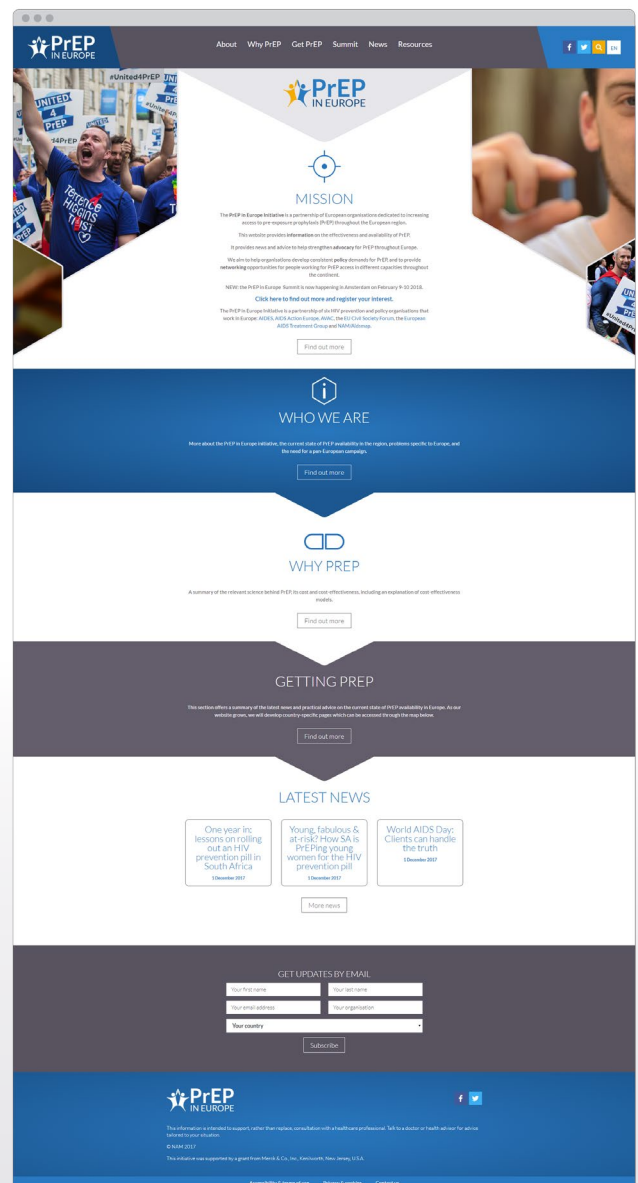 PrEP
IN EUROPE
About Why PrEP Get PrEP Summit News Resources
EN
#United4PrEP
UNITED
4
PrEP
TERRENCE
HIGGINS
TRUST
PrEP
IN EUROPE
MISSION
The PrEP in Europe Initiative is a partnership of European organisations dedicated to increasing
access to pre-exposure prophylaxis (PrEP) throughout the European region.
This website provides information on the effectiveness and availability of PrEP.
It provides news and advice to help strengthen advocacy for PrEP throughout Europe.
We aim to help organisations develop consistent policy demands for PrEP, and to provide
networking opportunities for people working for PrEP access in different capacities throughout
the continent.
NEW: the PrEP in Europe Summit is now happening in Amsterdam on February 9-10 2018.
Click here to find out more and register your interest.
The PrEP in Europe Initiative is a partnership of six HIV prevention and policy organisations that
work in Europe: AIDES, AIDS Action Europe, AVAC, the EU Civil Society Forum, the European
AIDS Treatment Group and NAM/Aidsmap.
Find out more
WHO WE ARE
More about the PrEP in Europe Initiative, the current state of PrEP availability in the region, problems specific to Europe, and
the need for a pan-European campaign.
Find out more
WHY PREP
A summary of the relevant science behind PrEP, its cost and cost-effectiveness, including an explanation of cost-effectiveness
models.
Find out more
GETTING PREP
This section offers a summary of the latest news and practical advice on the current state of PrEP availability in Europe. As our
website grows, we will develop country-specific pages which can be accessed through the map below.
Find out more
LATEST NEWS
One year in:
lessons on rolling
out an HIV
prevention pill in
South Africa
1 December 2017
Young, fabulous &
at-risk? How SA is
PrEPing young
women for the HIV
prevention pill
1 December 2017
World AIDS Day:
Clients can handle
the truth
1 December 2017
More news
GET UPDATES BY EMAIL
Your first name
Your last name
Your email address
Your organisation
Your country
Subscribe
PrEP
IN EUROPE
This information is intended to support, rather than replace, consultation with a healthcare professional. Talk to a doctor or health advisor for advice
tailored to your situation.
© NAM 2017
This initiative was supported by a grant from Merck & Co., Inc., Kenilworth, New Jersey, U.S.A.